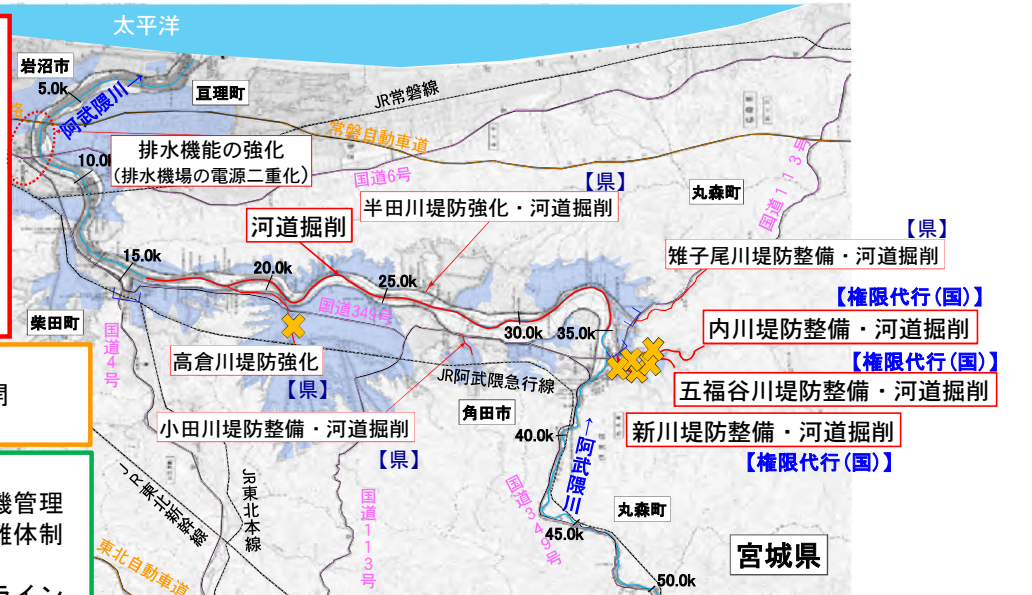 太平洋
岩沼市
5.0k
阿武隈川→
亘理町
JR常磐線
路
常磐自動車道
10.0
排水機能の強化
(排水機場の電源二重化)
国道6号
【県】
半田川堤防強化・河道掘削
丸森町
国道113号
河道掘削
【県】
雉子尾川堤防整備・河道掘削
15.0k
20.0k
25.0k
国道349号
30.0k
35.0k
【権限代行(国)】
内川堤防整備・河道掘削
柴田町
国道4号
高倉川堤防強化
【県】
JR阿武隈急行線
【権限代行(国)】
五福谷川堤防整備・河道掘削
角田市
小田川堤防整備・河道掘削
【県】
40.0k
←阿武隈川
新川堤防整備・河道掘削
【権限代行(国)】
機管理
JR東北新幹線
JR東北本線
国道113号
国道349号
丸森町
45.0k
東北自動車道
宮城県
ライン
50.0k